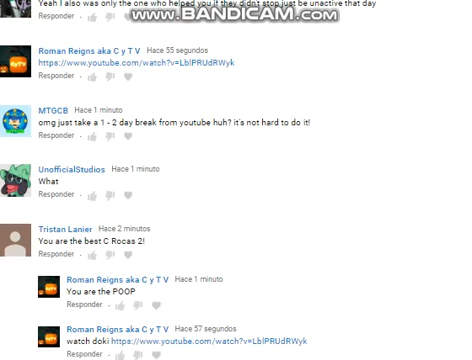 Yeah I also was only the one who helped you if they didnt stop just be unactive that day
www.BANDICAM.com
Roman Reigns aka C y T V Hace 55 segundos
https://www.youtube.com/watch?v=LblPRUdRWyk
Responder
MTGCB Hace 1 minuto
omg just take a 1 - 2 day break from youtube huh? it's not hard to do it!
Responder
UnofficialStudios Hace 1 minuto
What
Responder
Tristan Lanier Hace 2 minutos
You are the best C Rocas 2!
Responder
Roman Reigns aka C y T V Hace 1 minuto
You are the POOP
Responder
Roman Reigns aka C y T V Hace 57 segundos
watch doki https://www.youtube.com/watch?v=LblPRUdRWyk
Responder